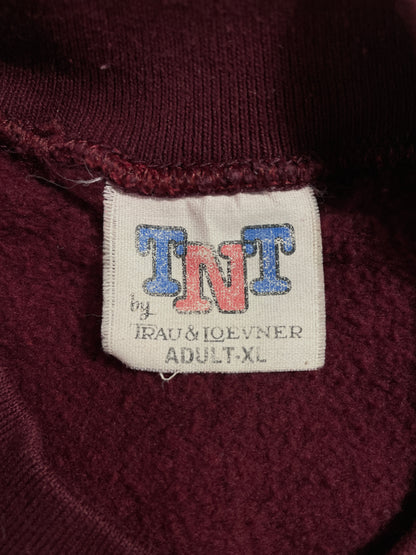 TNT
by
TRAU & LOEVNER
ADULT-XL